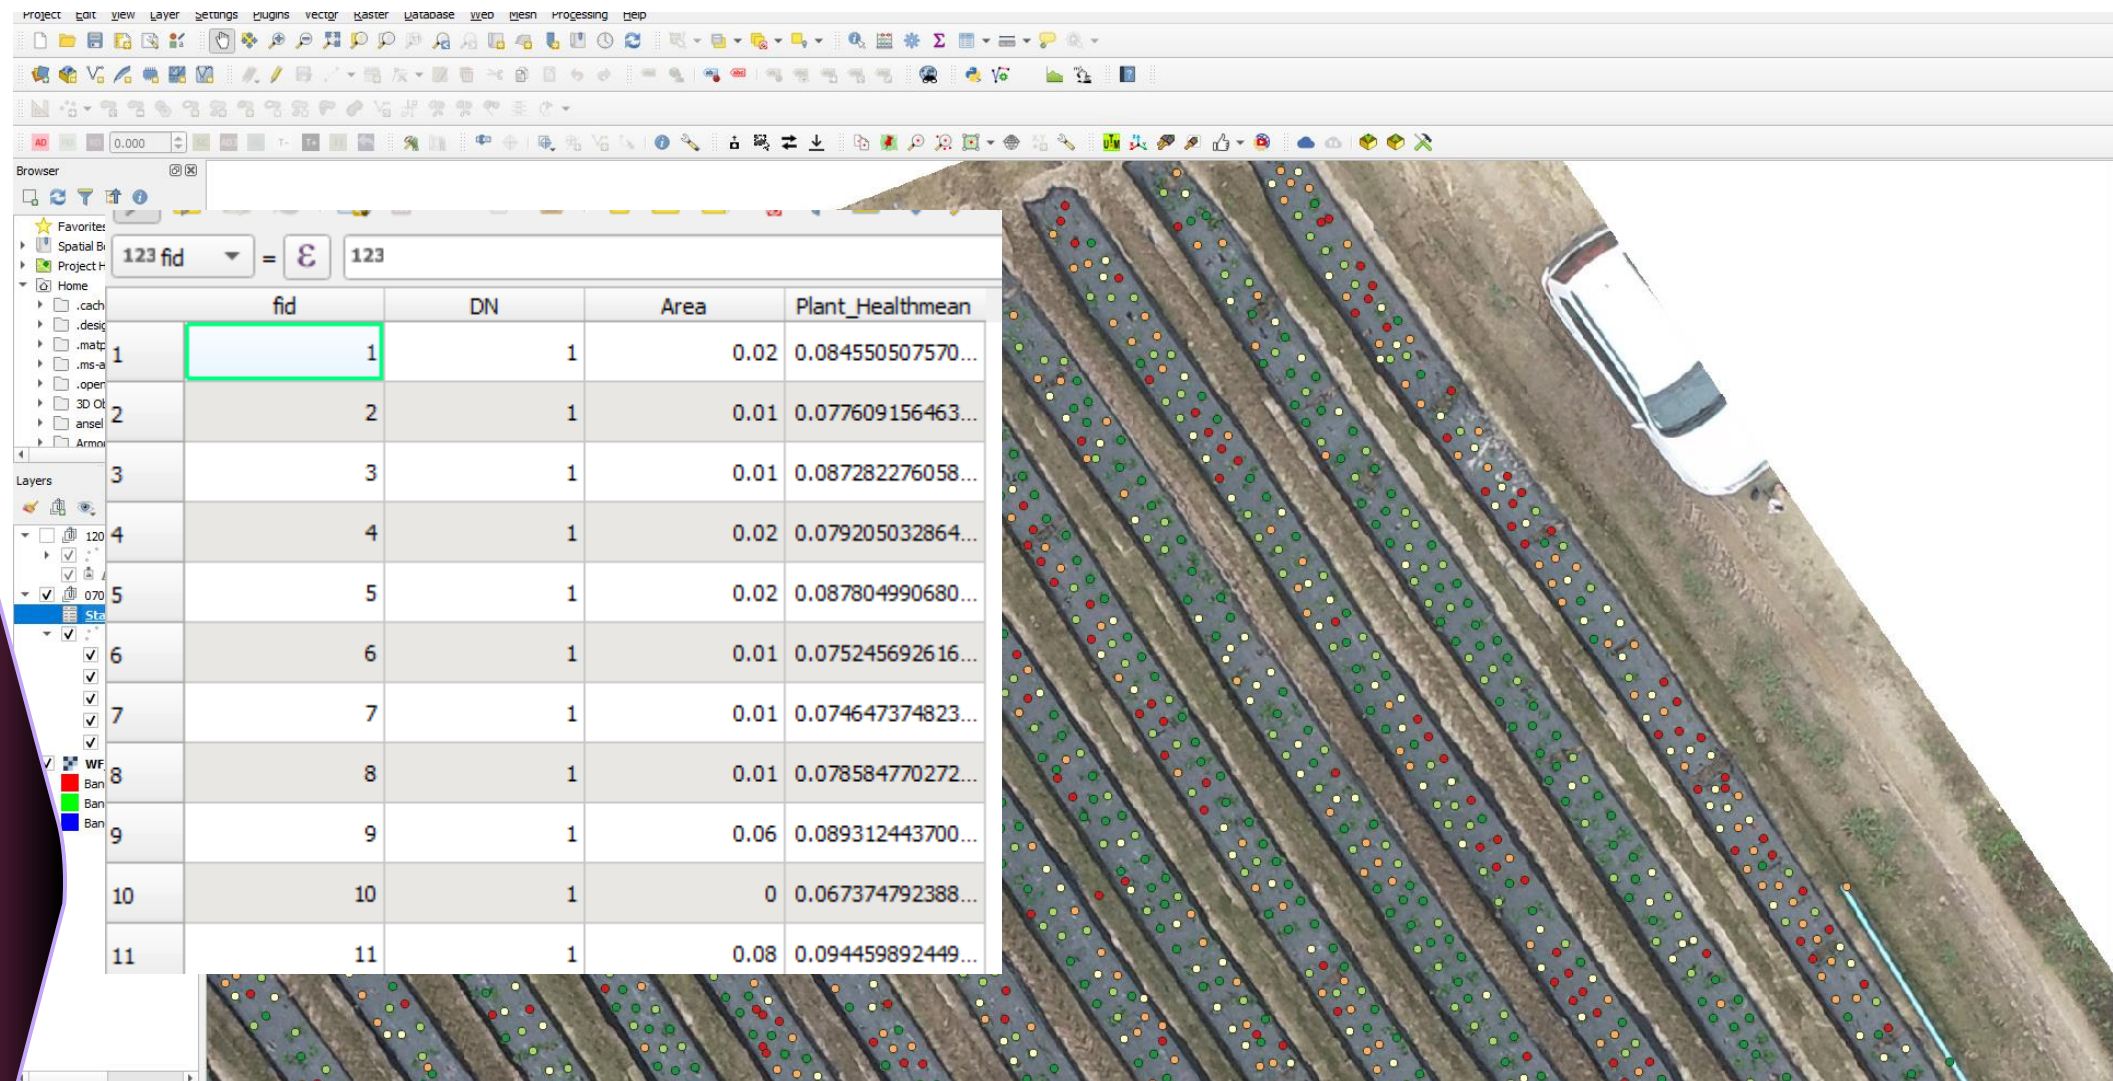 Project Edit View Layer Settings Plugins Vector Raster Database Web Mesh Processing Help
0.000
Browser
Favorites
Spatial B
Project H
Home
.cach
.desig
.matp
.ms-a
.open
3D Ob
ansel
Armo
Layers
120
070
Sta
WF
Ban
Ban
Ban
123 fid = ε 123
fid DN Area Plant_Healthmean
1 1 1 0.02 0.084550507570...
2 2 1 0.01 0.077609156463...
3 3 1 0.01 0.087282276058...
4 4 1 0.02 0.079205032864...
5 5 1 0.02 0.087804990680...
6 6 1 0.01 0.075245692616...
7 7 1 0.01 0.074647374823...
8 8 1 0.01 0.078584770272...
9 9 1 0.06 0.089312443700...
10 10 1 0 0.067374792388...
11 11 1 0.08 0.094459892449...